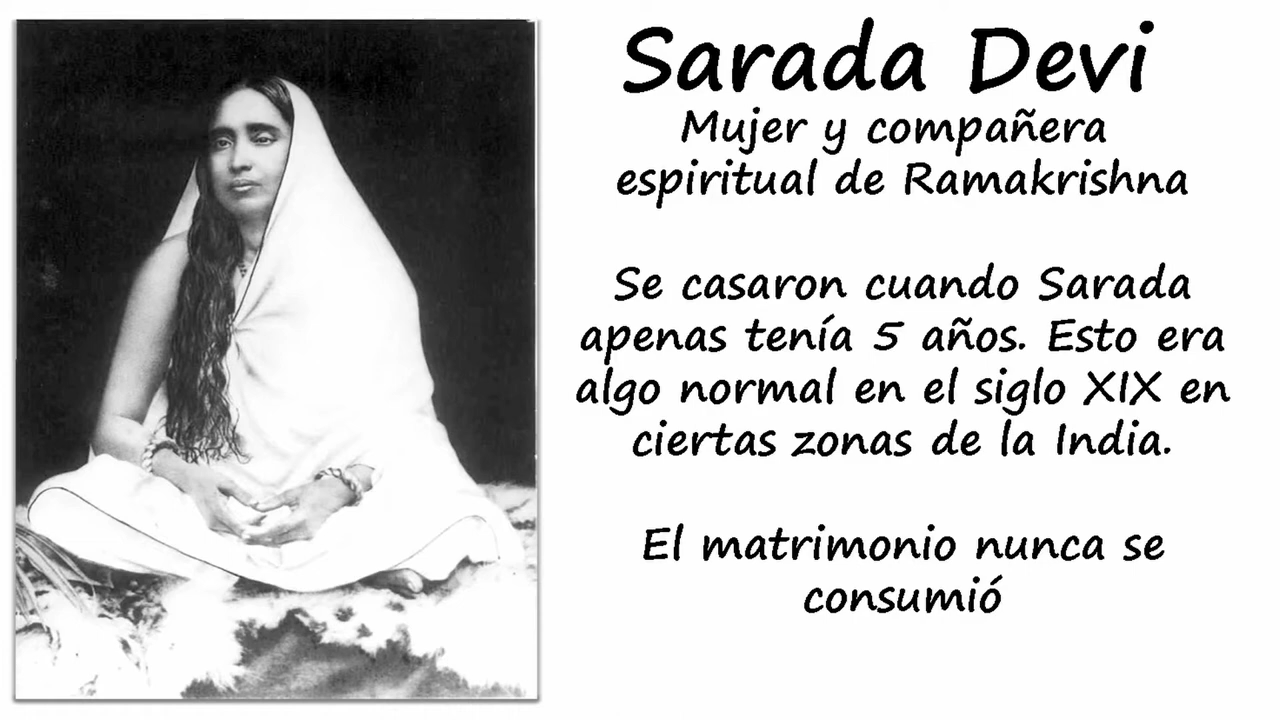 Sarada Devi
Mujer y compañera
espiritual de Ramakrishna
Se casaron cuando Sarada
apenas tenía 5 años. Esto era
algo normal en el siglo XIX en
ciertas zonas de la India.
El matrimonio nunca se
consumió